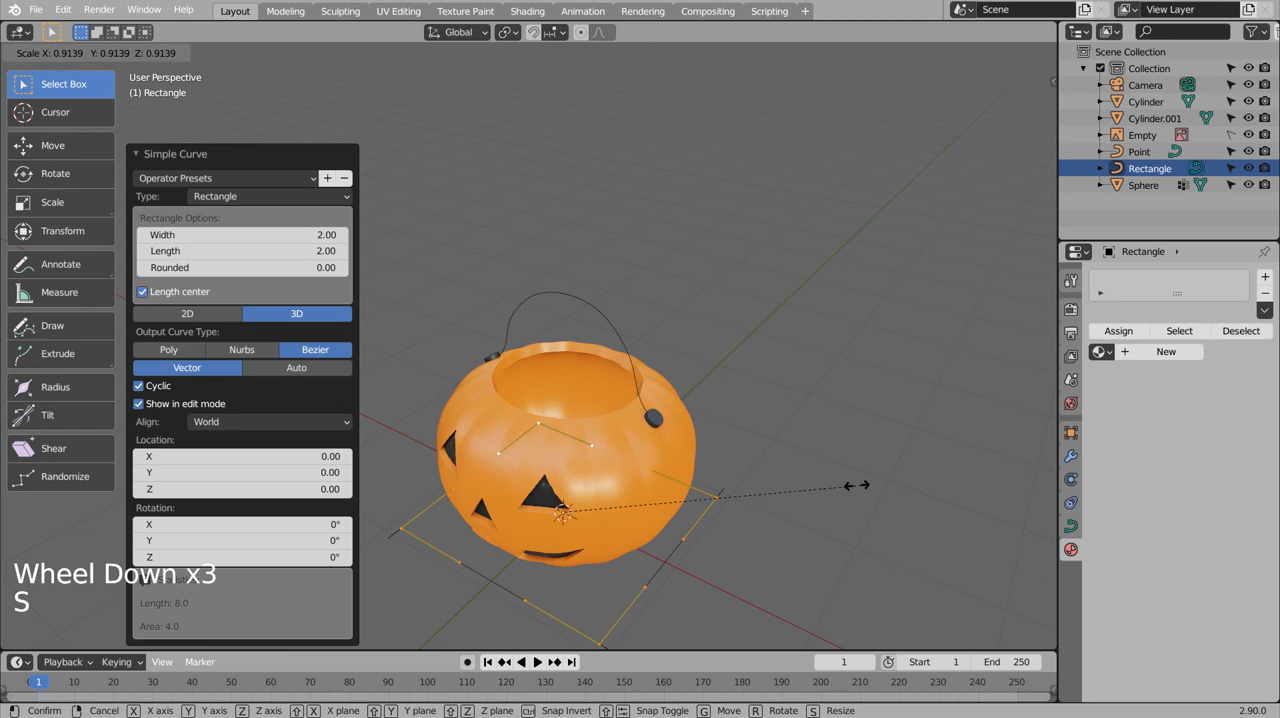 File Edit Render Window Help Layout Modeling Sculpting UV Editing Texture Paint Shading Animation Rendering Compositing Scripting + Scene View Layer
Global
Scale X: 0.9139 Y: 0.9139 Z: 0.9139
Scene Collection
Collection
Camera
Cylinder
Cylinder.001
Empty
Point
Rectangle
Sphere
Select Box
Cursor
Move
Rotate
Scale
Transform
Annotate
Measure
Draw
Extrude
Radius
Tilt
Shear
Randomize
User Perspective
(1) Rectangle
Simple Curve
Operator Presets + −
Type: Rectangle
Rectangle Options:
Width 2.00
Length 2.00
Rounded 0.00
Length center
2D 3D
Output Curve Type:
Poly Nurbs Bezier
Vector Auto
Cyclic
Show in edit mode
Align: World
Location:
X 0.00
Y 0.00
Z 0.00
Rotation:
X 0°
Y 0°
Z 0°
Length: 8.0
Area: 4.0
Wheel Down x3
S
Rectangle
Assign Select Deselect
+ New
Playback Keying View Marker 1 Start 1 End 250
1 10 20 30 40 50 60 70 80 90 100 110 120 130 140 150 160 170 180 190 200 210 220 230 240 250
Confirm Cancel X X axis Y Y axis Z Z axis X X plane Y Y plane Z Z plane Ctrl Snap Invert Snap Toggle G Move R Rotate S Resize 2.90.0